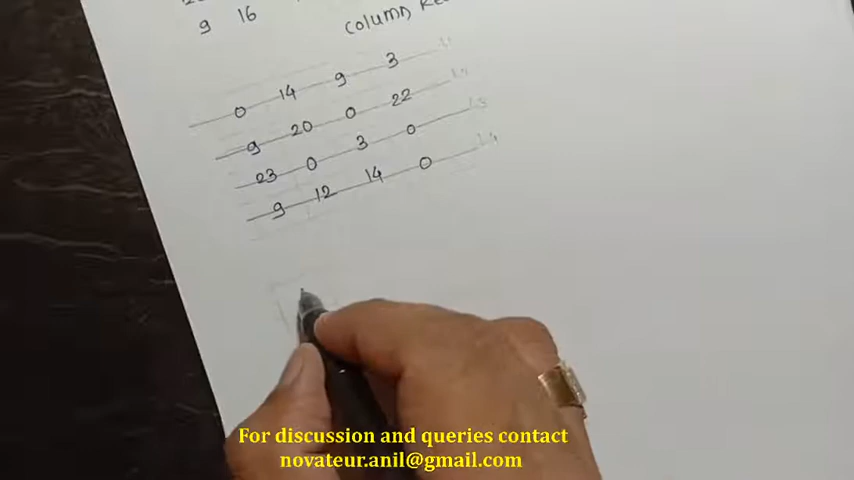 9 16
Column
0 14 9 3
9 20 0 22
23 0 3 0
9 12 14 0
For discussion and queries contact
novateur.anil@gmail.com